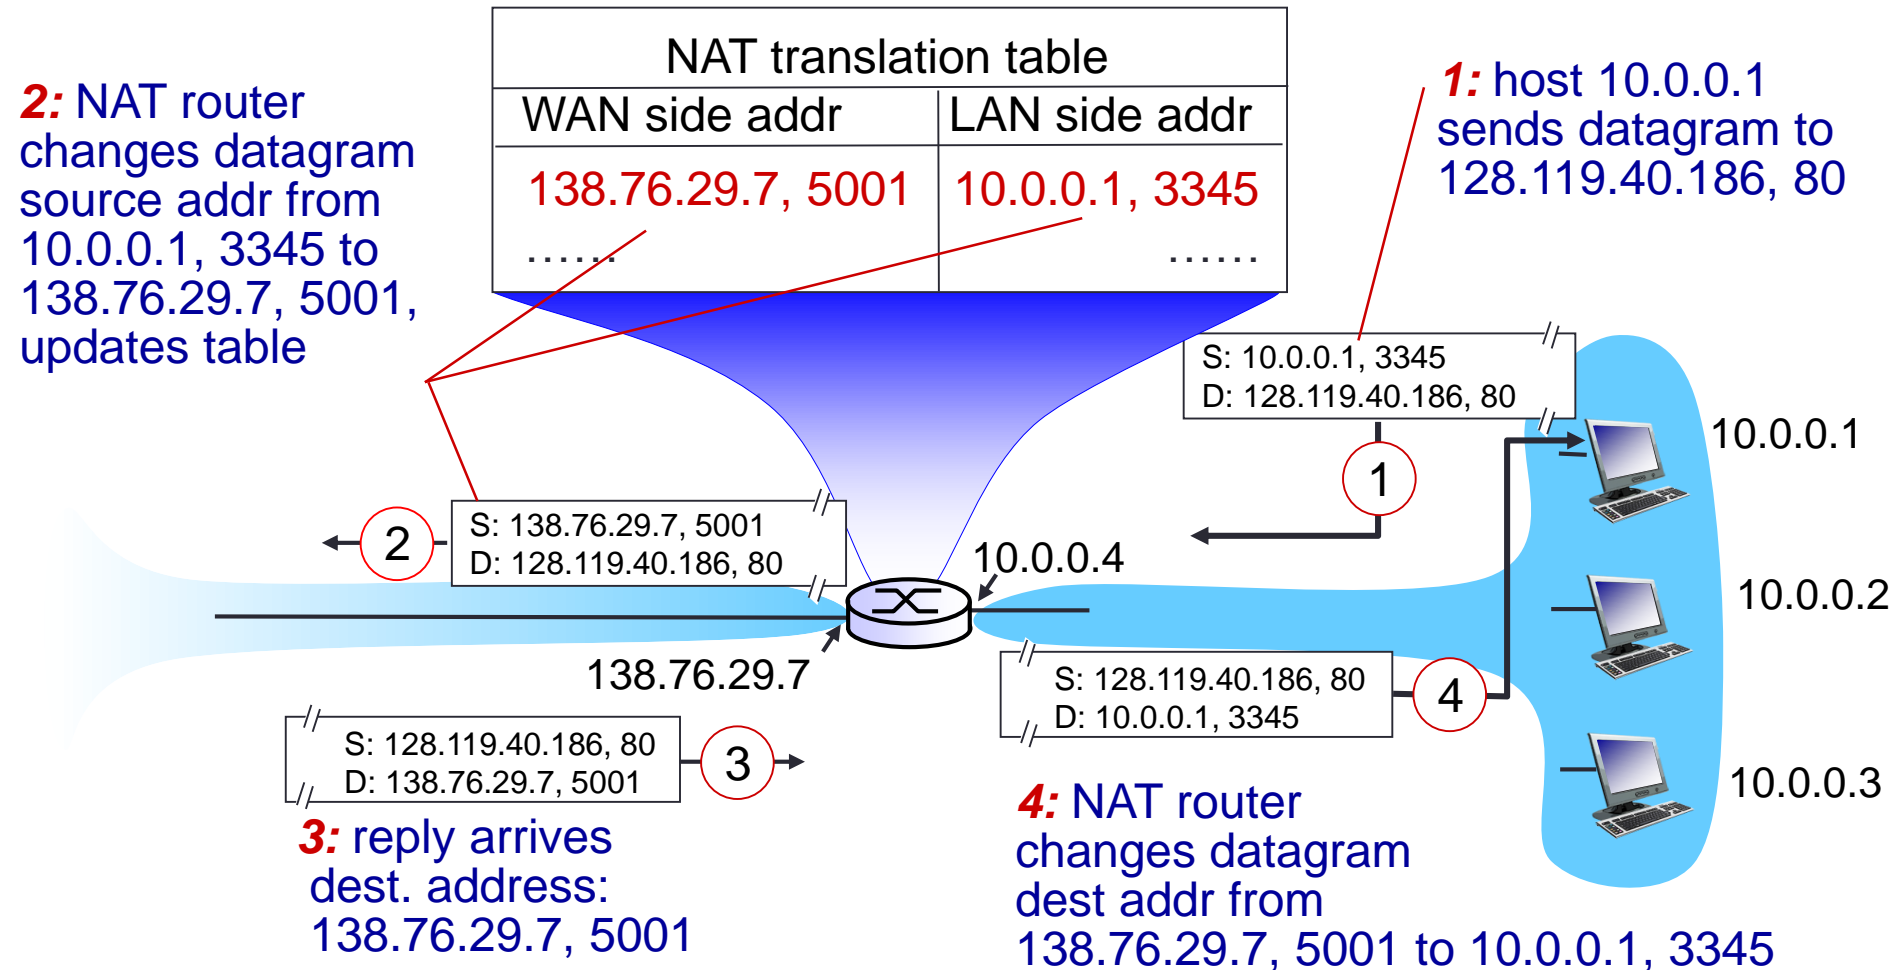 NAT translation table
WAN side addr LAN side addr
138.76.29.7, 5001 10.0.0.1, 3345
...... ......
2: NAT router
changes datagram
source addr from
10.0.0.1, 3345 to
138.76.29.7, 5001,
updates table
1: host 10.0.0.1
sends datagram to
128.119.40.186, 80
S: 10.0.0.1, 3345
D: 128.119.40.186, 80
1
10.0.0.1
S: 138.76.29.7, 5001
D: 128.119.40.186, 80
2
10.0.0.4
10.0.0.2
138.76.29.7
S: 128.119.40.186, 80
D: 10.0.0.1, 3345
4
S: 128.119.40.186, 80
D: 138.76.29.7, 5001
3
10.0.0.3
3: reply arrives
dest. address:
138.76.29.7, 5001
4: NAT router
changes datagram
dest addr from
138.76.29.7, 5001 to 10.0.0.1, 3345